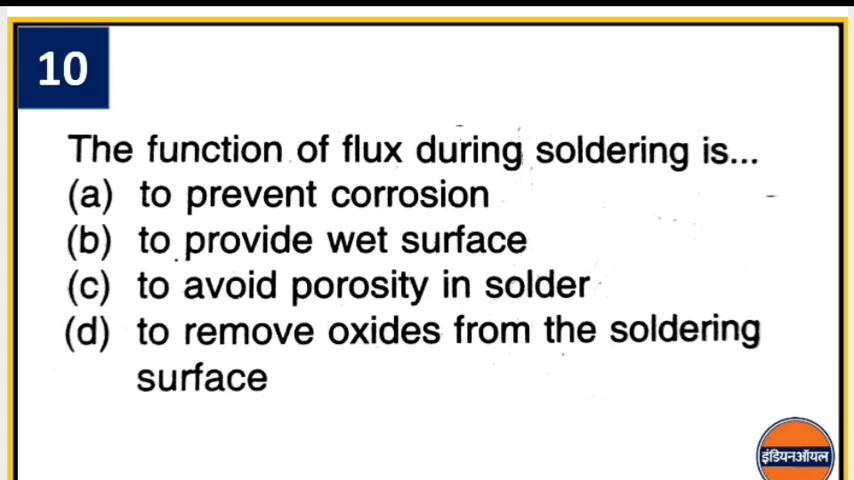 10
The function of flux during soldering is...
(a) to prevent corrosion
(b) to provide wet surface
(c) to avoid porosity in solder
(d) to remove oxides from the soldering
surface
इंडियनऑयल